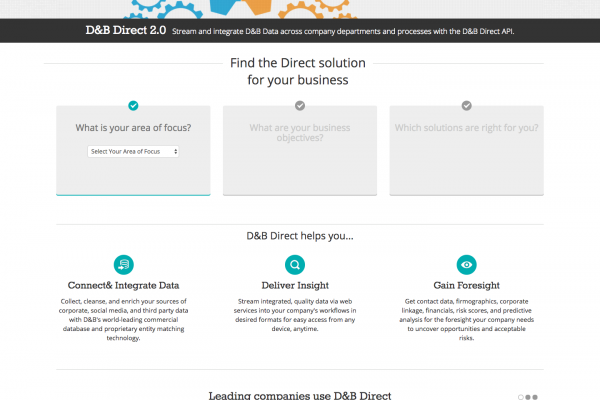 D&B Direct 2.0 Stream and integrate D&B Data across company departments and processes with the D&B Direct API.
Find the Direct solution
for your business
What is your area of focus?
Select Your Area of Focus
What are your business
objectives?
Which solutions are right for you?
D&B Direct helps you...
Connect& Integrate Data
Collect, cleanse, and enrich your sources of
corporate, social media, and third party data
with D&B's world-leading commercial
database and proprietary entity matching
technology.
Deliver Insight
Stream integrated, quality data via web
services into your company's workflows in
desired formats for easy access from any
device, anytime.
Gain Foresight
Get contact data, firmographics, corporate
linkage, financials, risk scores, and predictive
analysis for the foresight your company needs
to uncover opportunities and acceptable
risks.
Leading companies use D&B Direct